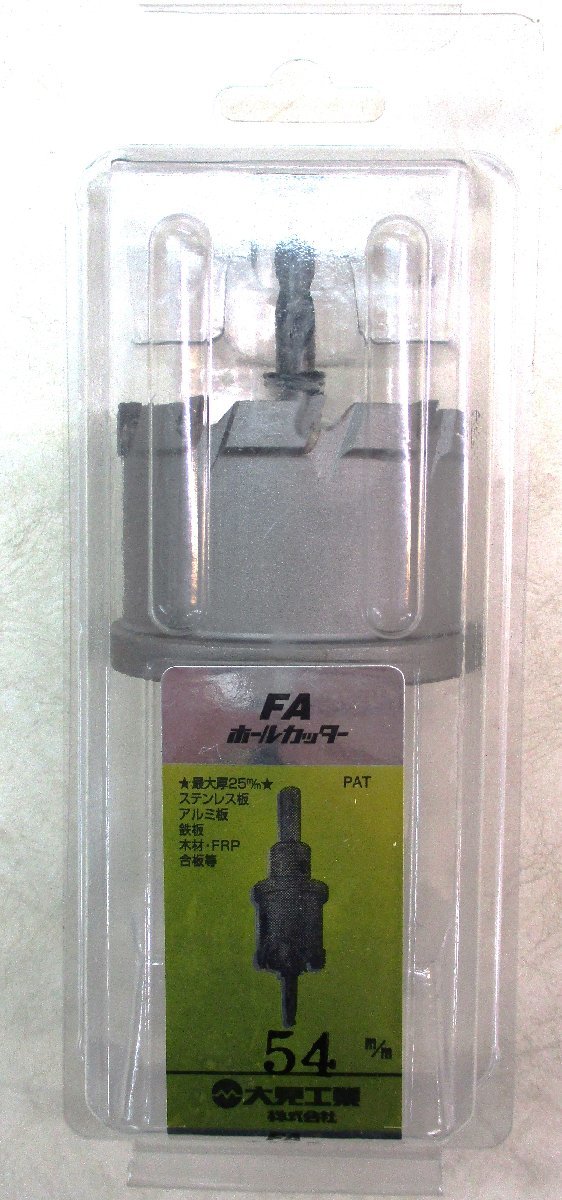 FA
ホールカッター
★最大厚25m/m★
PAT
ステンレス板
アルミ板
鉄板
木材・FRP
合板等
54 m/m
大見工業
株式会社
FA